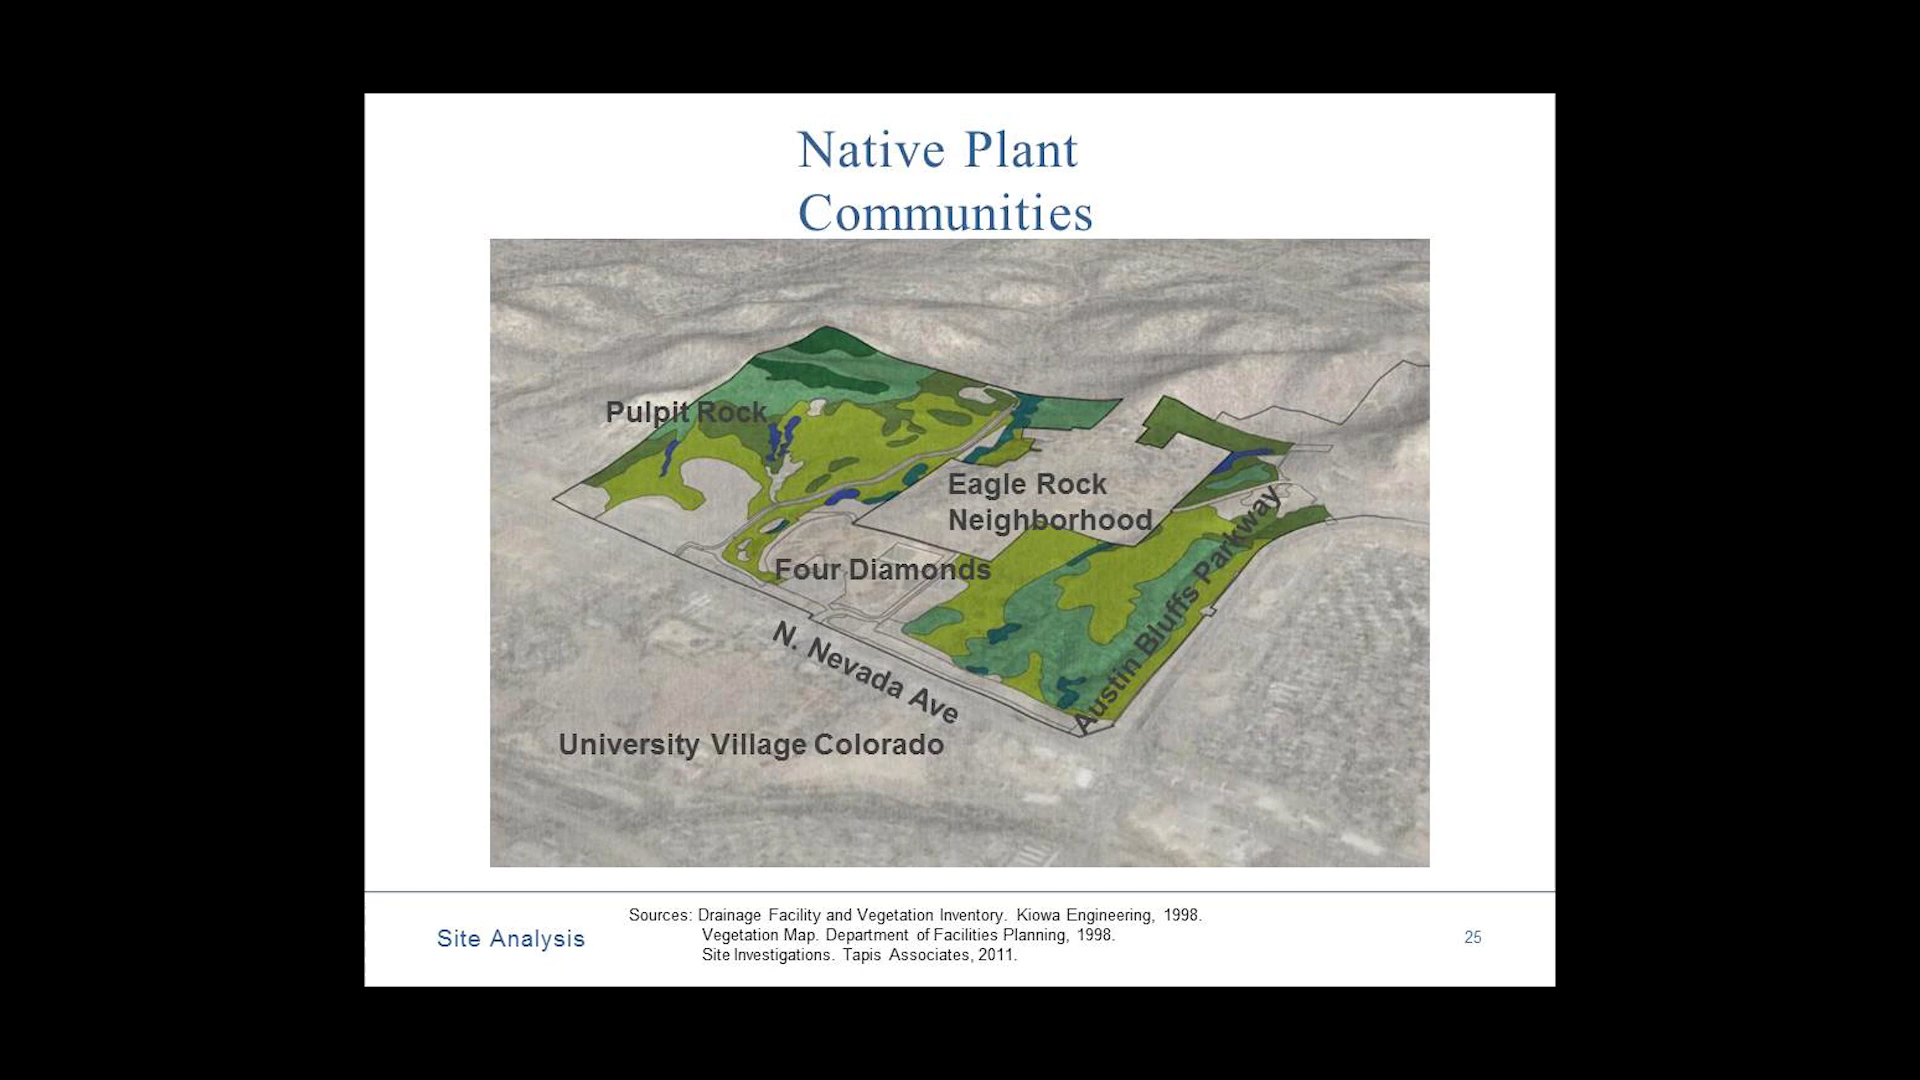 Native Plant
Communities
Pulpit Rock
Eagle Rock
Neighborhood
Four Diamonds
Austin Bluffs Parkway
N. Nevada Ave
University Village Colorado
Site Analysis
Sources: Drainage Facility and Vegetation Inventory. Kiowa Engineering, 1998.
Vegetation Map. Department of Facilities Planning, 1998.
Site Investigations. Tapis Associates, 2011.
25